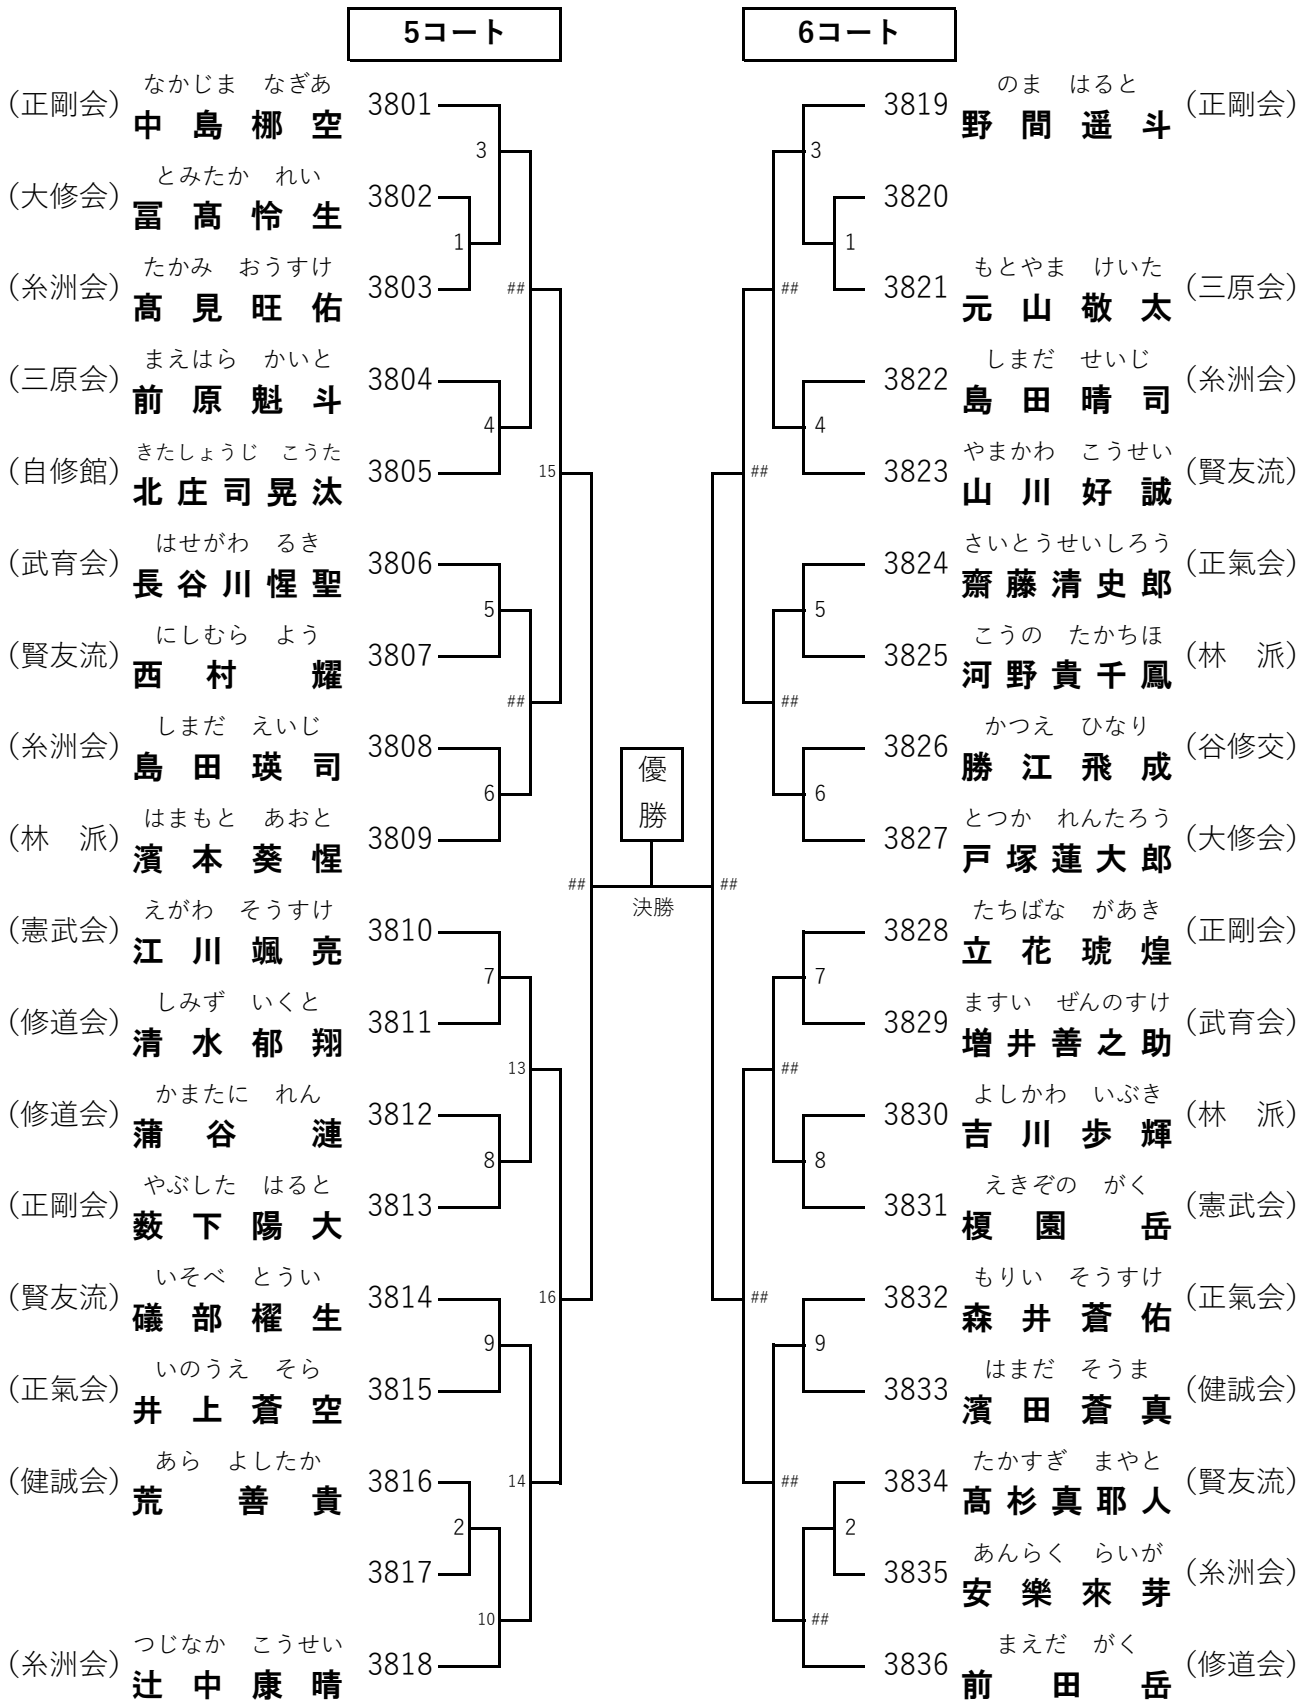 5コート
なかじま なぎあ
(正剛会) 中島梛空 3801
3
とみたか れい
(大修会) 冨髙怜生 3802
1
たかみ おうすけ
(糸洲会) 髙見旺佑 3803
##
まえはら かいと
(三原会) 前原魁斗 3804
4
きたしょうじ こうた
(自修館) 北庄司晃汰 3805
15
はせがわ るき
(武育会) 長谷川惺聖 3806
5
にしむら よう
(賢友流) 西村耀 3807
##
しまだ えいじ
(糸洲会) 島田瑛司 3808
6
はまもと あおと
(林 派) 濱本葵惺 3809
##
えがわ そうすけ
(憲武会) 江川颯亮 3810
7
しみず いくと
(修道会) 清水郁翔 3811
13
かまたに れん
(修道会) 蒲谷漣 3812
8
やぶした はると
(正剛会) 薮下陽大 3813
いそべ とうい
(賢友流) 礒部櫂生 3814
16
9
いのうえ そら
(正氣会) 井上蒼空 3815
あら よしたか
(健誠会) 荒善貴 3816
14
2
3817
10
つじなか こうせい
(糸洲会) 辻中康晴 3818
優勝
決勝
6コート
のま はると
3819 野間遥斗 (正剛会)
3
3820
1
もとやま けいた
3821 元山敬太 (三原会)
##
しまだ せいじ
3822 島田晴司 (糸洲会)
4
やまかわ こうせい
3823 山川好誠 (賢友流)
##
さいとうせいしろう
3824 齋藤清史郎 (正氣会)
5
こうの たかちほ
3825 河野貴千鳳 (林 派)
##
かつえ ひなり
3826 勝江飛成 (谷修交)
6
とつか れんたろう
3827 戸塚蓮大郎 (大修会)
##
たちばな があき
3828 立花琥煌 (正剛会)
7
ますい ぜんのすけ
3829 増井善之助 (武育会)
##
よしかわ いぶき
3830 吉川歩輝 (林 派)
8
えきぞの がく
3831 榎園岳 (憲武会)
もりい そうすけ
3832 森井蒼佑 (正氣会)
##
9
はまだ そうま
3833 濱田蒼真 (健誠会)
たかすぎ まやと
3834 髙杉真耶人 (賢友流)
##
2
あんらく らいが
3835 安樂來芽 (糸洲会)
##
まえだ がく
3836 前田岳 (修道会)